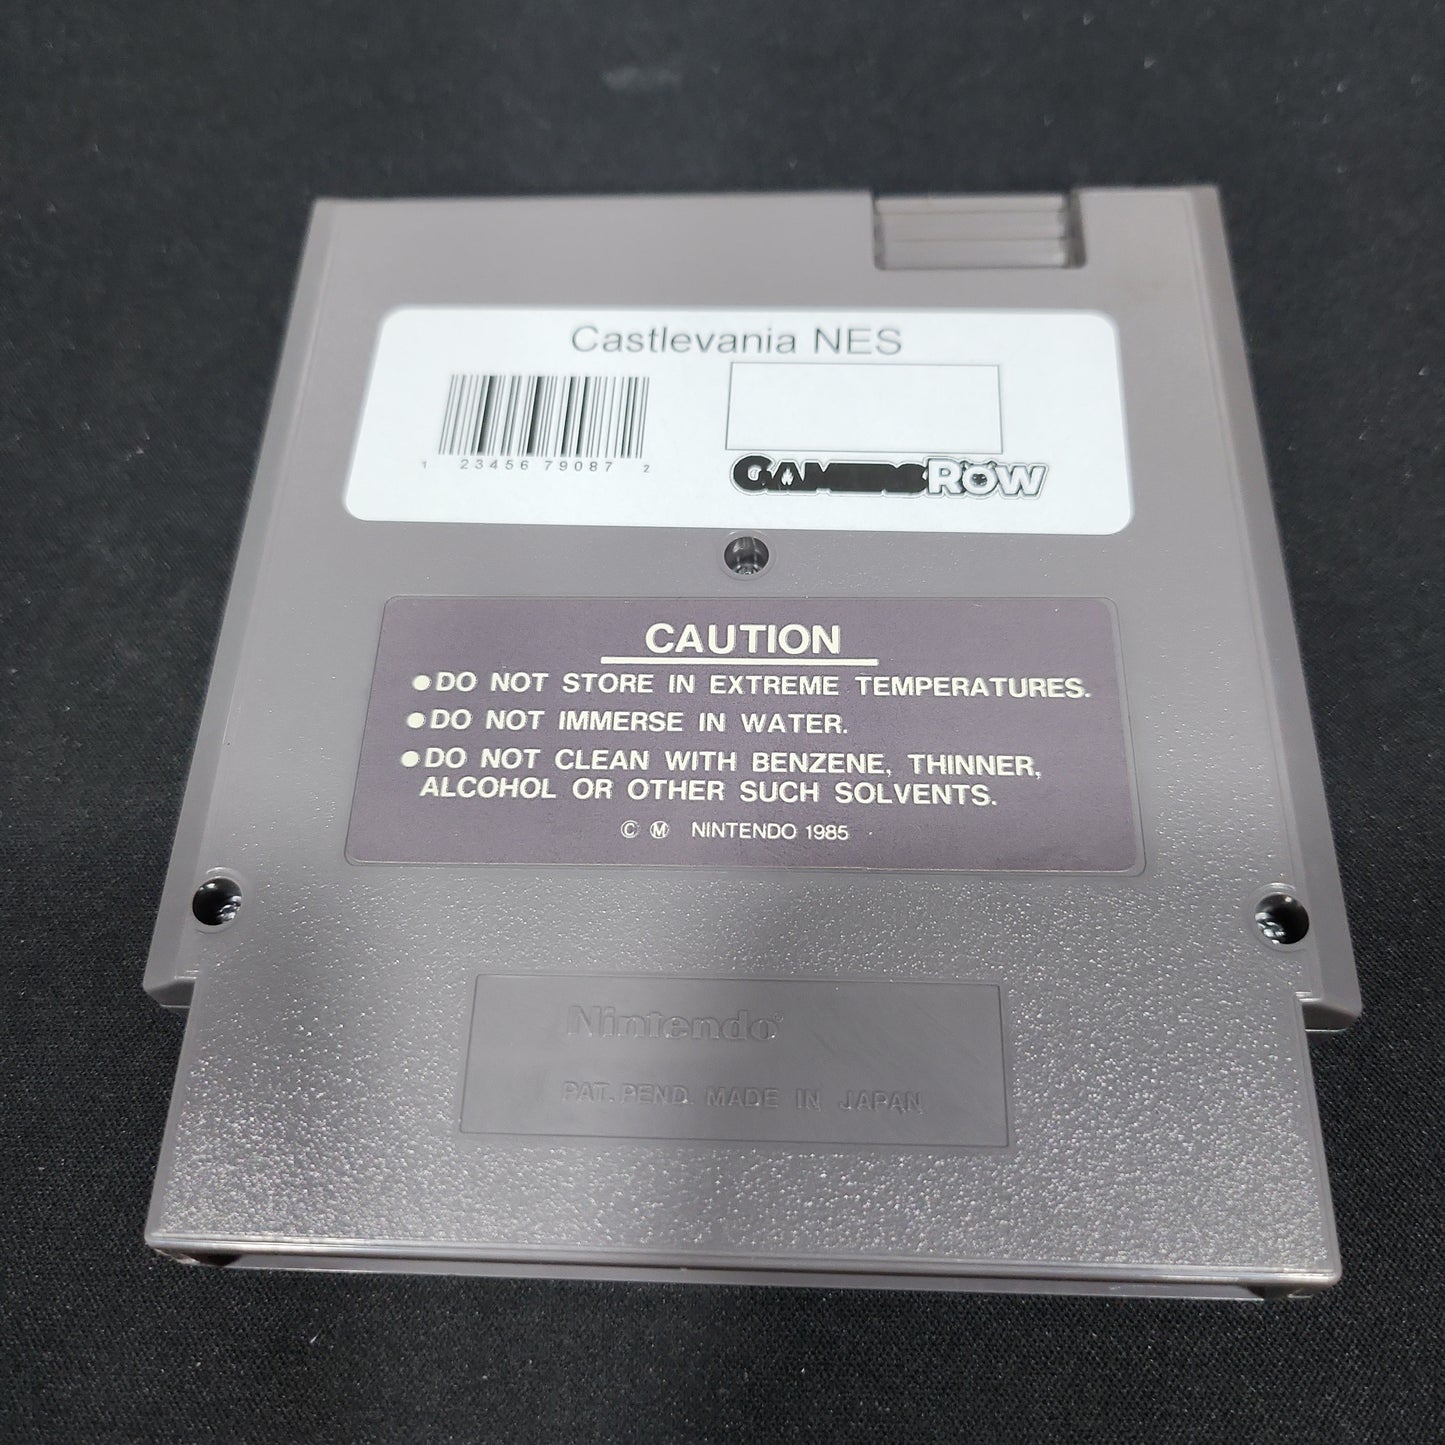 Castlevania NES
1 23456 79087 2
GAMERSROW
CAUTION
●DO NOT STORE IN EXTREME TEMPERATURES.
●DO NOT IMMERSE IN WATER.
●DO NOT CLEAN WITH BENZENE, THINNER,
ALCOHOL OR OTHER SUCH SOLVENTS.
© Ⓜ NINTENDO 1985
Nintendo®
PAT. PEND. MADE IN JAPAN